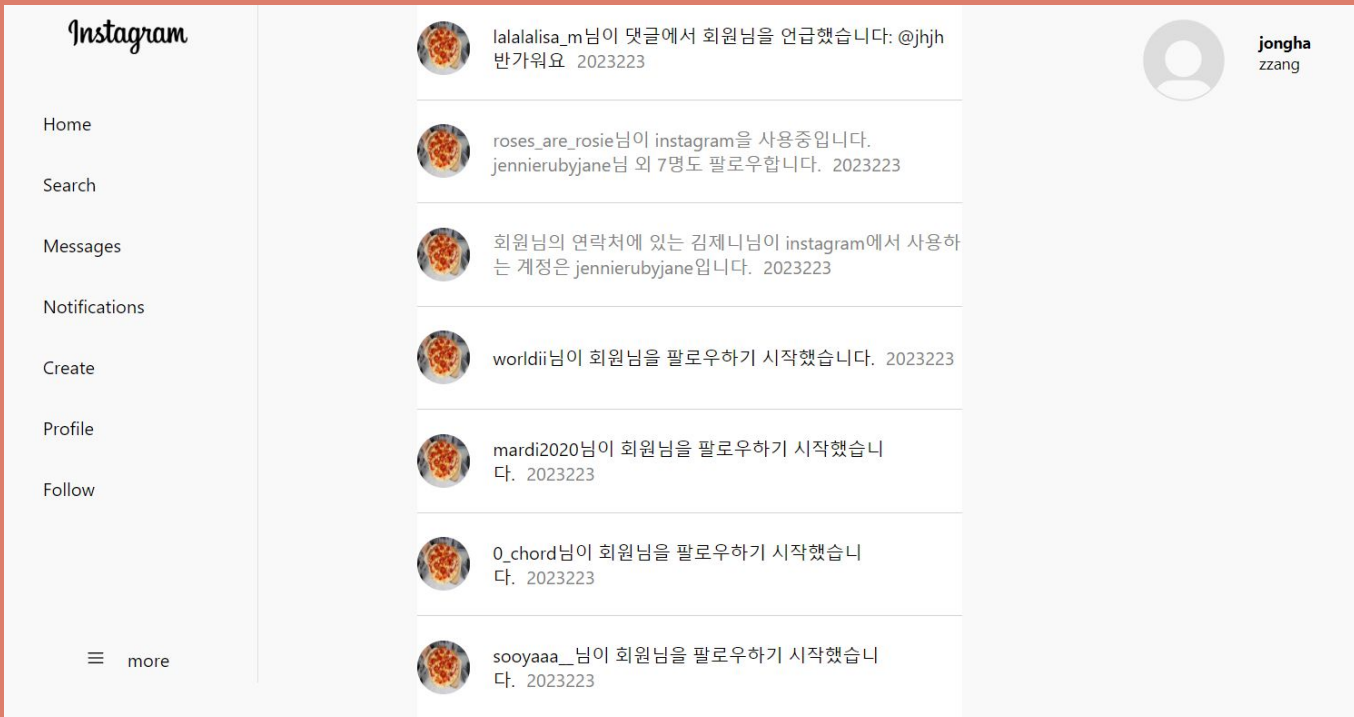 Instagram
Home
Search
Messages
Notifications
Create
Profile
Follow
more
lalalalisa_m님이 댓글에서 회원님을 언급했습니다: @jhjh
반가워요 2023223
roses_are_rosie님이 instagram을 사용중입니다.
jennierubyjane님 외 7명도 팔로우합니다. 2023223
회원님의 연락처에 있는 김제니님이 instagram에서 사용하
는 계정은 jennierubyjane입니다. 2023223
worldii님이 회원님을 팔로우하기 시작했습니다. 2023223
mardi2020님이 회원님을 팔로우하기 시작했습니
다. 2023223
0_chord님이 회원님을 팔로우하기 시작했습니
다. 2023223
sooyaaa__님이 회원님을 팔로우하기 시작했습니
다. 2023223
jongha
zzang